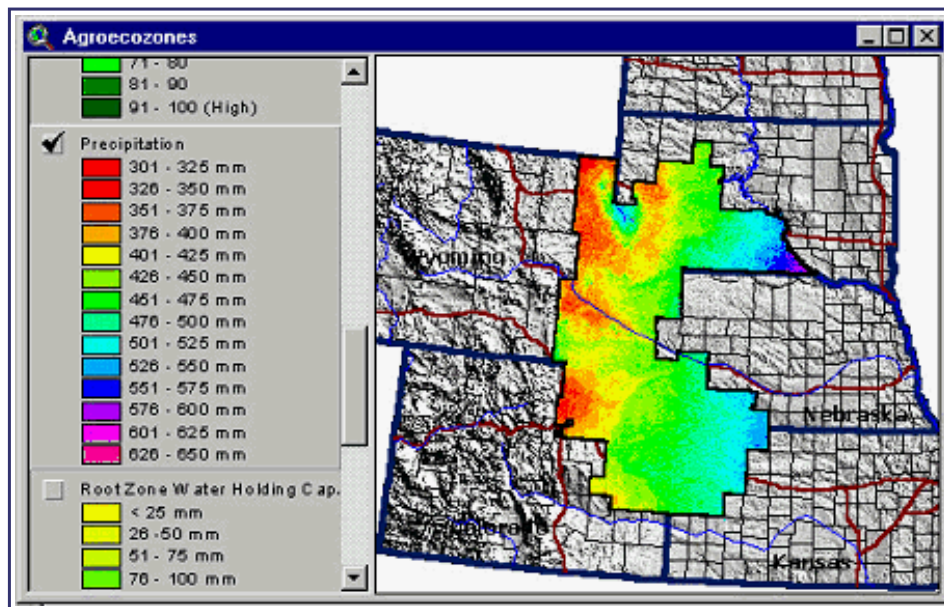 Agroecozones
71 - 80
81 - 90
91 - 100 (High)
Precipitation
301 - 325 mm
326 - 350 mm
351 - 375 mm
376 - 400 mm
401 - 425 mm
426 - 450 mm
451 - 475 mm
476 - 500 mm
501 - 525 mm
526 - 550 mm
551 - 575 mm
576 - 600 mm
601 - 625 mm
626 - 650 mm
Root Zone Water Holding Cap.
< 25 mm
26 -50 mm
51 - 75 mm
76 - 100 mm
Wyoming
Nebraska
Kansas